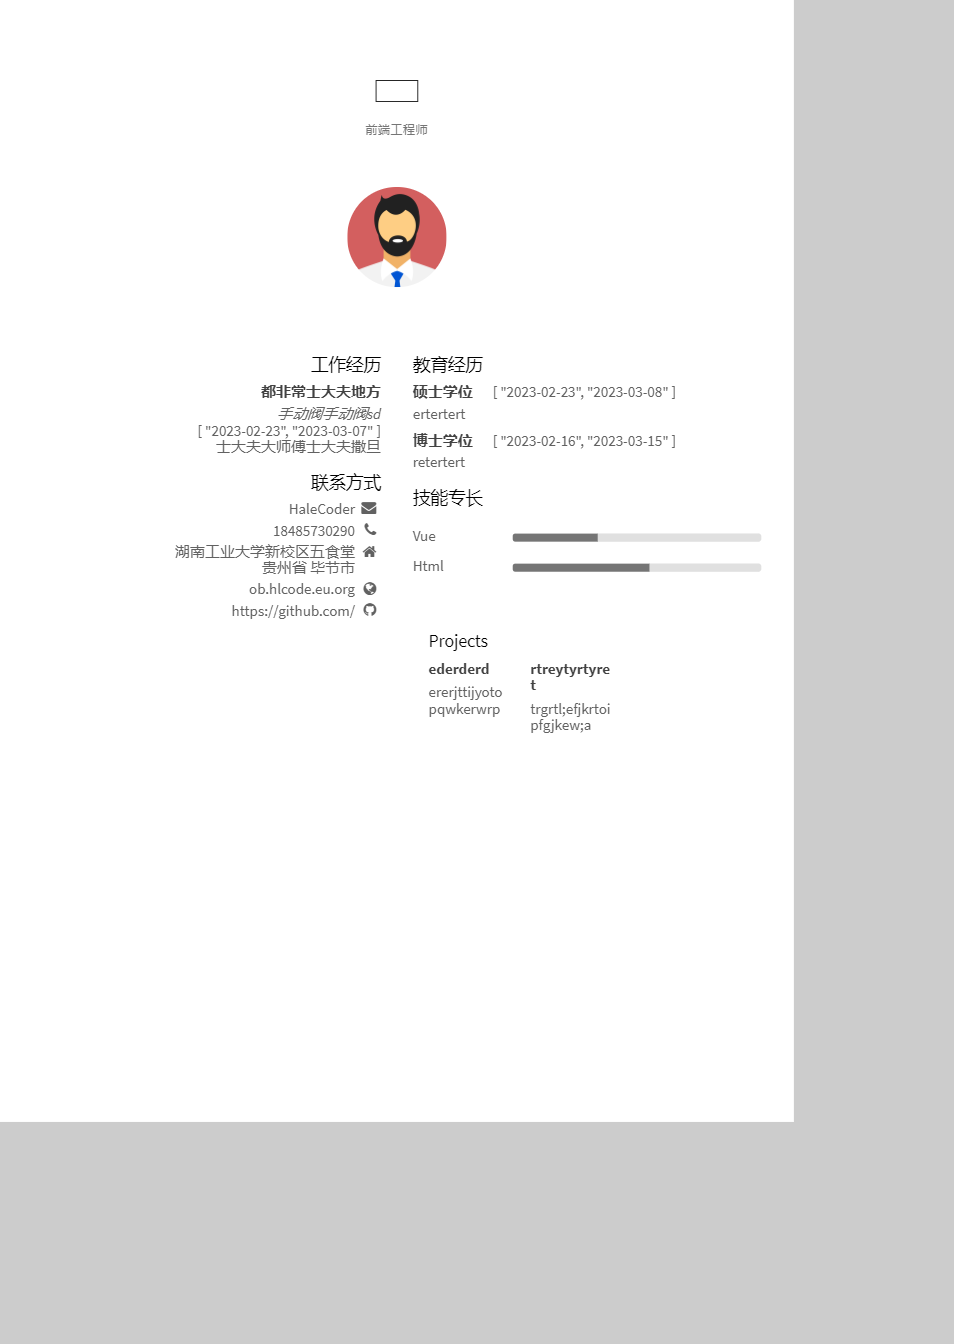 前端工程师
工作经历
都非常士大夫地方
手动阀手动阀sd
[ "2023-02-23", "2023-03-07" ]
士大夫大师傅士大夫撒旦
联系方式
HaleCoder
18485730290
湖南工业大学新校区五食堂
贵州省 毕节市
ob.hlcode.eu.org
https://github.com/
教育经历
硕士学位 [ "2023-02-23", "2023-03-08" ]
ertertert
博士学位 [ "2023-02-16", "2023-03-15" ]
retertert
技能专长
Vue
Html
Projects
ederderd
ererjttijyoto
pqwkerwrp
rtreytyrtyre
t
trgrtl;efjkrtoi
pfgjkew;a